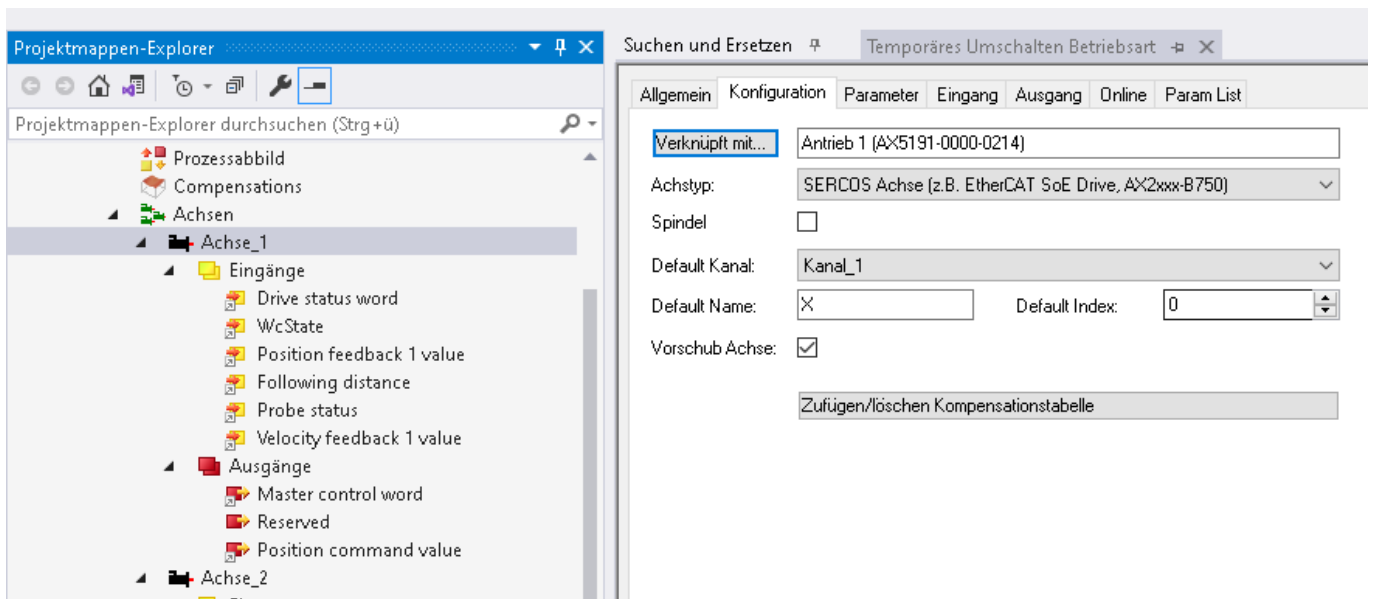 Projektmappen-Explorer
Projektmappen-Explorer durchsuchen (Strg+ü)
Prozessabbild
Compensations
Achsen
Achse_1
Eingänge
Drive status word
WcState
Position feedback 1 value
Following distance
Probe status
Velocity feedback 1 value
Ausgänge
Master control word
Reserved
Position command value
Achse_2
Suchen und Ersetzen
Temporäres Umschalten Betriebsart
Allgemein Konfiguration Parameter Eingang Ausgang Online Param List
Verknüpft mit... Antrieb 1 (AX5191-0000-0214)
Achstyp: SERCOS Achse (z.B. EtherCAT SoE Drive, AX2xxx-B750)
Spindel
Default Kanal: Kanal_1
Default Name: X Default Index: 0
Vorschub Achse:
Zufügen/löschen Kompensationstabelle